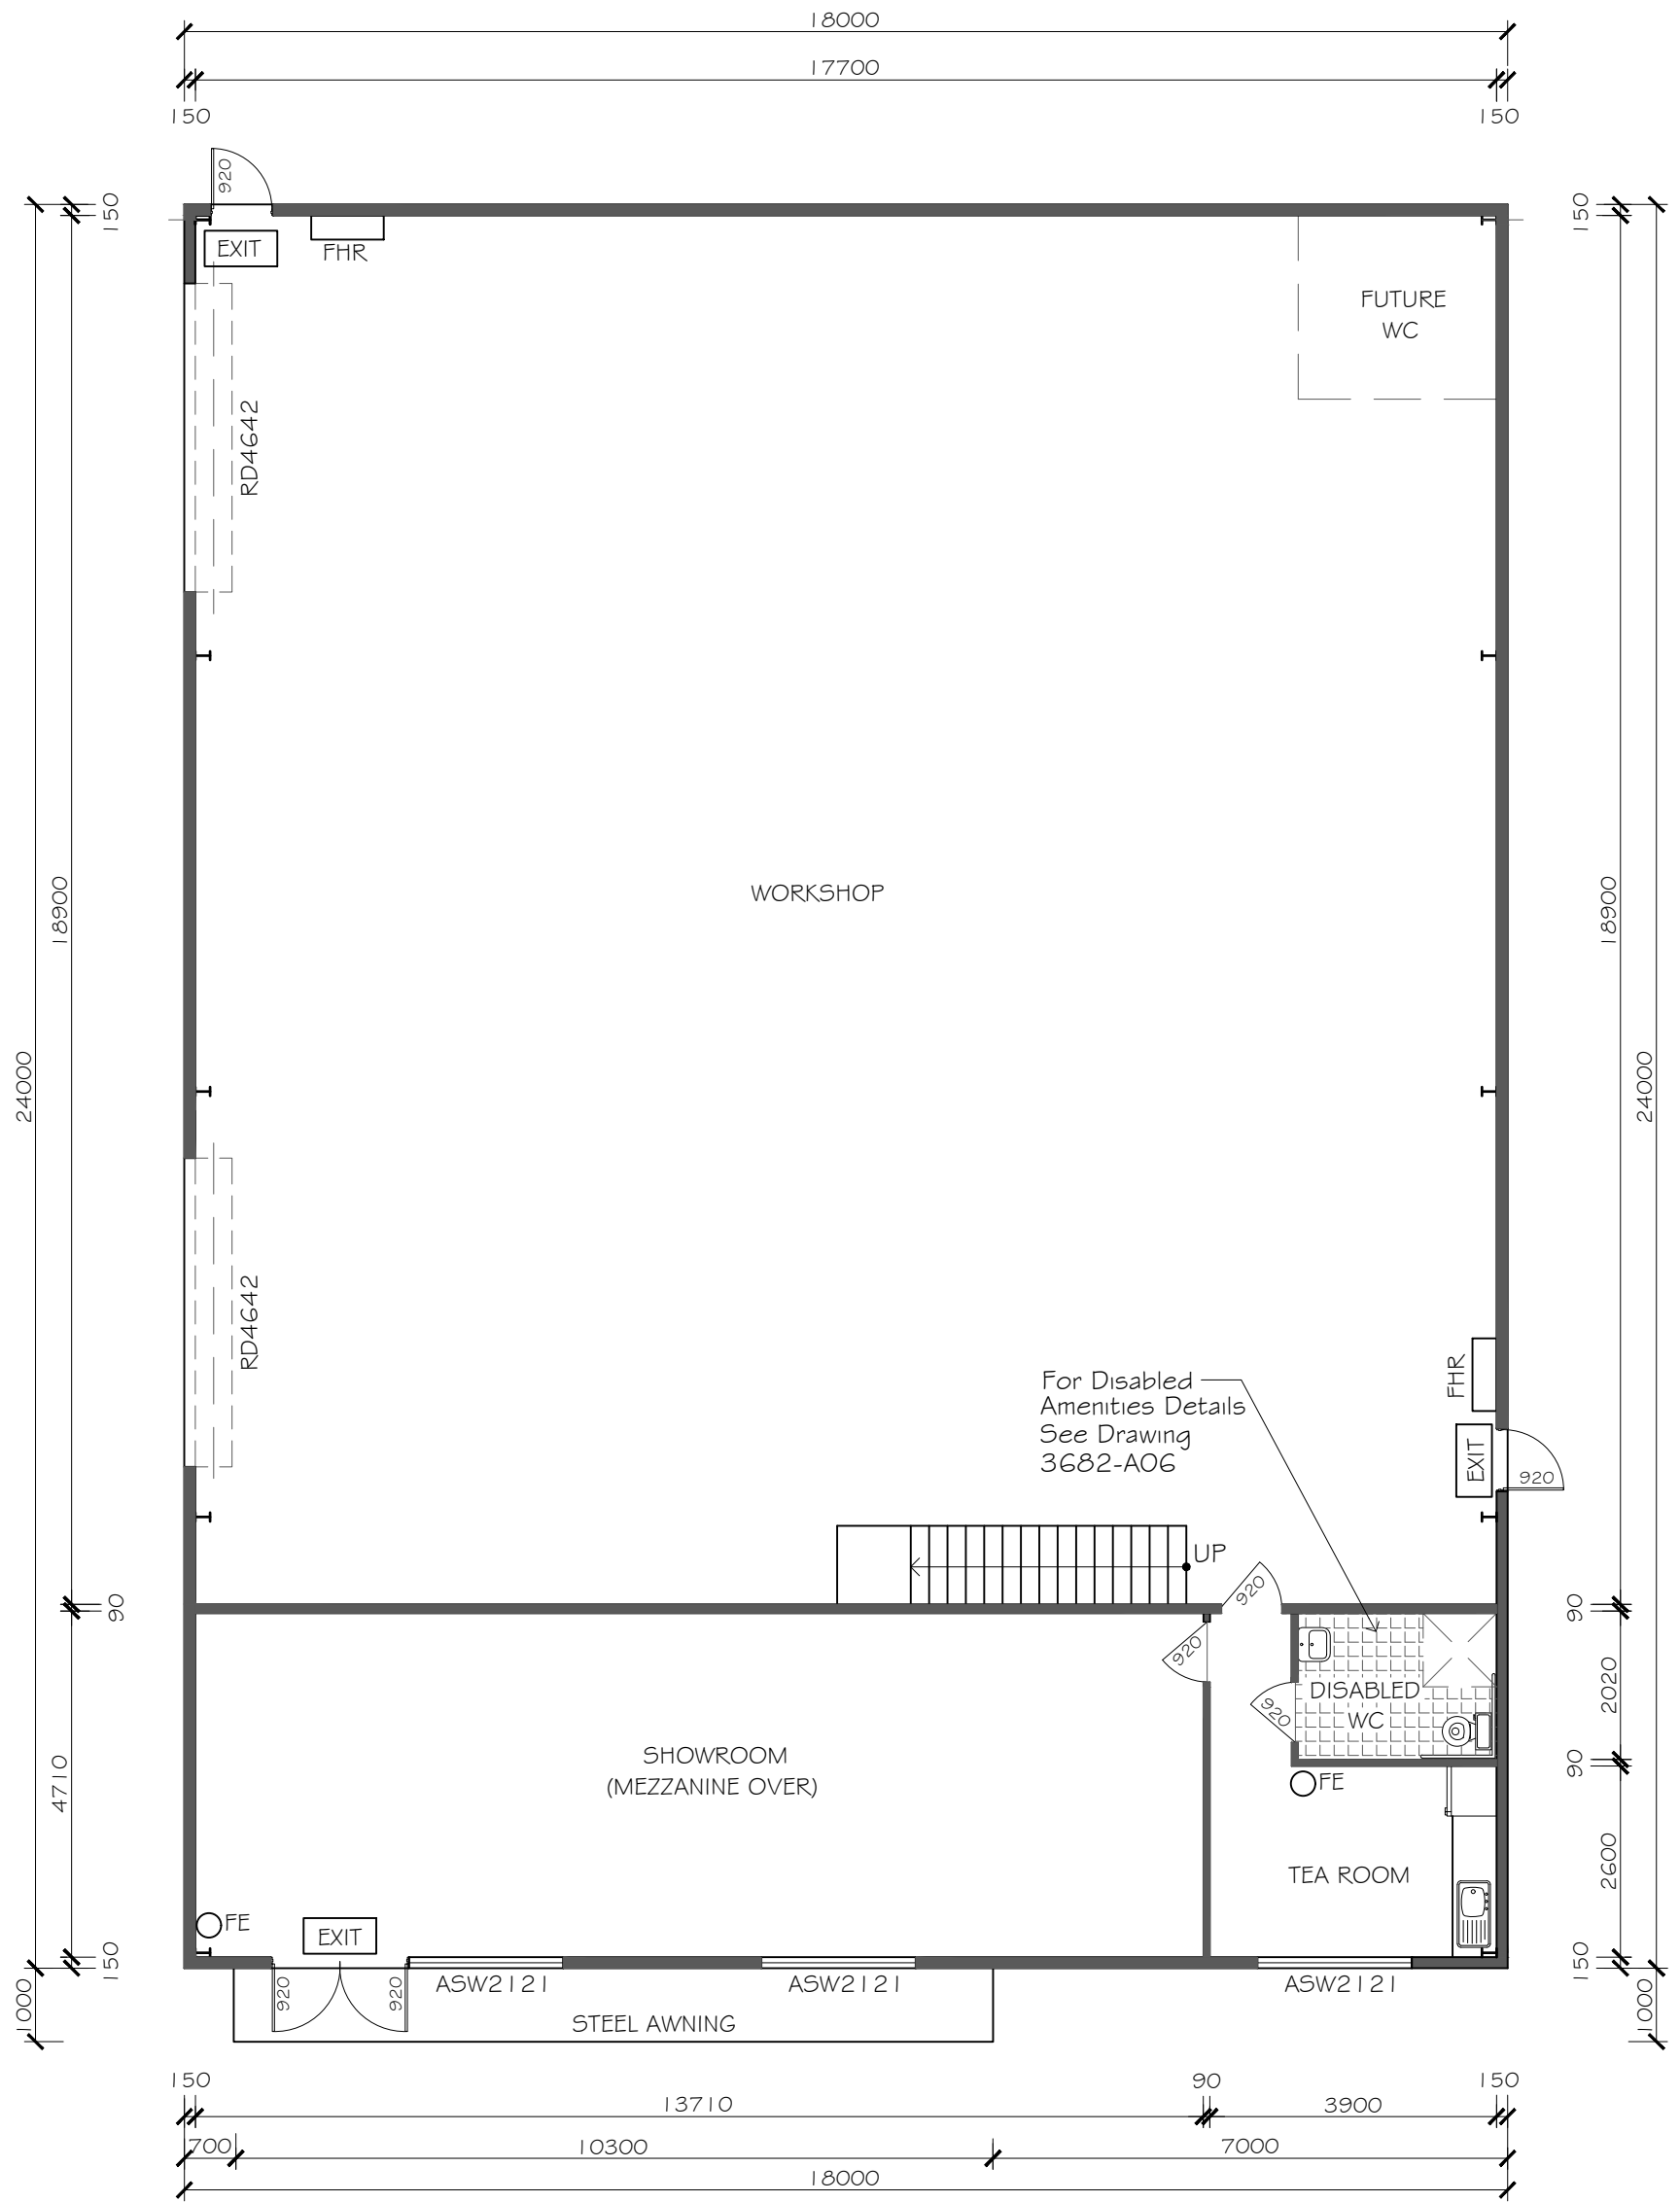 18000
17700
150
150
920
150
150
EXIT
FHR
FUTURE
WC
RD4642
WORKSHOP
18900
18900
24000
24000
RD4642
For Disabled
Amenities Details
See Drawing
3682-A06
FHR
EXIT
920
UP
920
90
90
920
2020
DISABLED
WC
920
SHOWROOM
(MEZZANINE OVER)
90
FE
4710
2600
TEA ROOM
FE
EXIT
150
150
920
920
ASW2121
ASW2121
ASW2121
1000
1000
STEEL AWNING
150
90
150
13710
3900
700
10300
7000
18000